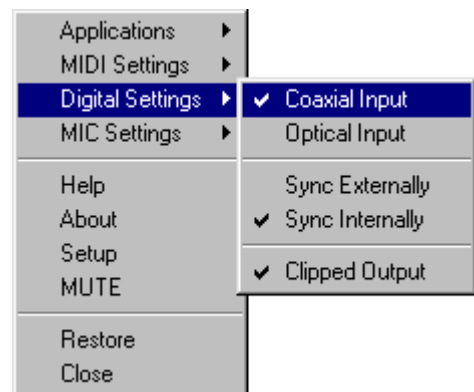 Applications
MIDI Settings
Digital Settings
MIC Settings
Help
About
Setup
MUTE
Restore
Close
Coaxial Input
Optical Input
Sync Externally
Sync Internally
Clipped Output